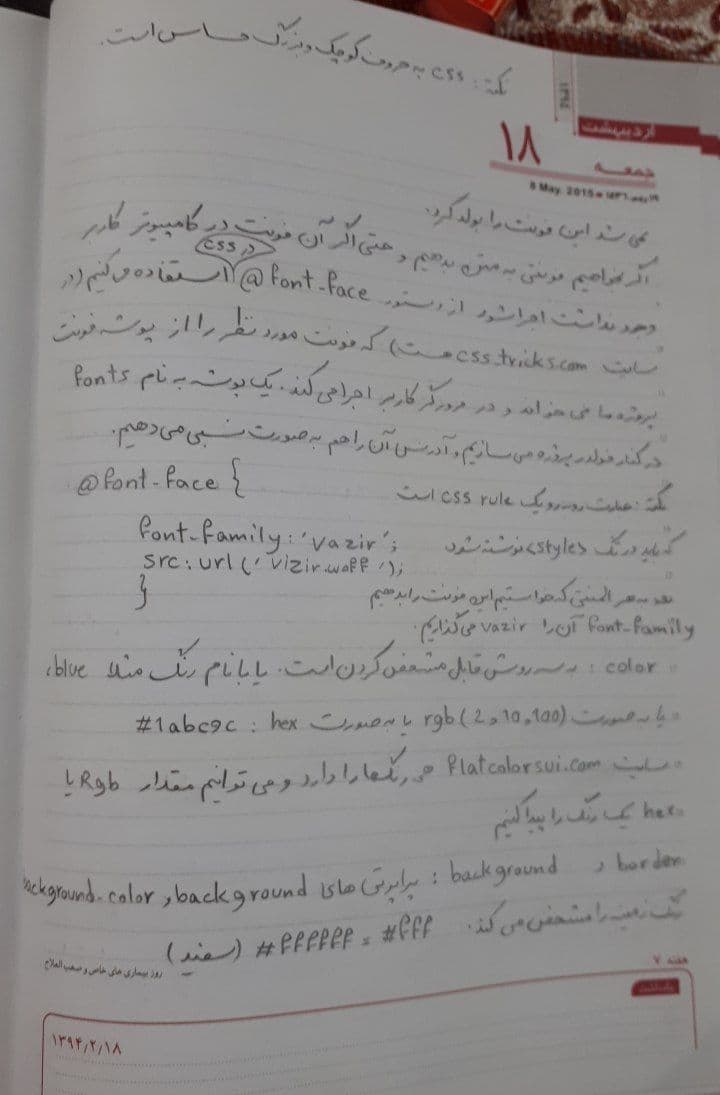 نکته: css به حروف کوچک و بزرگ حساس است.
۱۳۹۴
اردیبهشت
۱۸
جمعه
8 May. 2015
نمی شد این فونت را بولد کرد.
اگر بخواهیم فونتی به متن بدهیم و حتی اگر آن فونت در کامپیوتر کاربر
در css
وجود نداشت اجرا شود از دستور @font-face استفاده می کنیم (در
سایت css.tricks.com هست) که فونت مورد نظر را از پوشه فونت
پروژه ما می خواند و در مرورگر کاربر اجرا می کند. یک پوشه به نام fonts
در کنار فولدر پروژه می سازیم و آدرس آن را هم به صورت نسبی می دهیم.
@font-face {
نکته: عبارت روبرو یک css rule است
font-family: 'vazir';
که باید در تگ <style> نوشته شود
src: url ('vizir.woff');
}
بعد به هر المنتی که خواستیم این فونت را بدهیم
font-family آن را vazir می گذاریم.
color: به سه روش قابل مشخص کردن است. یا با نام رنگ مثلا blue،
یا به صورت rgb(2,10,100) یا به صورت hex: #1abc9c
سایت flatcolorsui.com هم رنگها را دارد و می توانیم مقدار Rgb یا
hex یک رنگ را پیدا کنیم
border و background: پراپرتی های background و background-color
رنگ زمینه را مشخص می کند. #ffffff = #fff (سفید)
هفته ۷
روز بیماری های خاص و صعب العلاج
یادداشت
۱۳۹۴/۲/۱۸